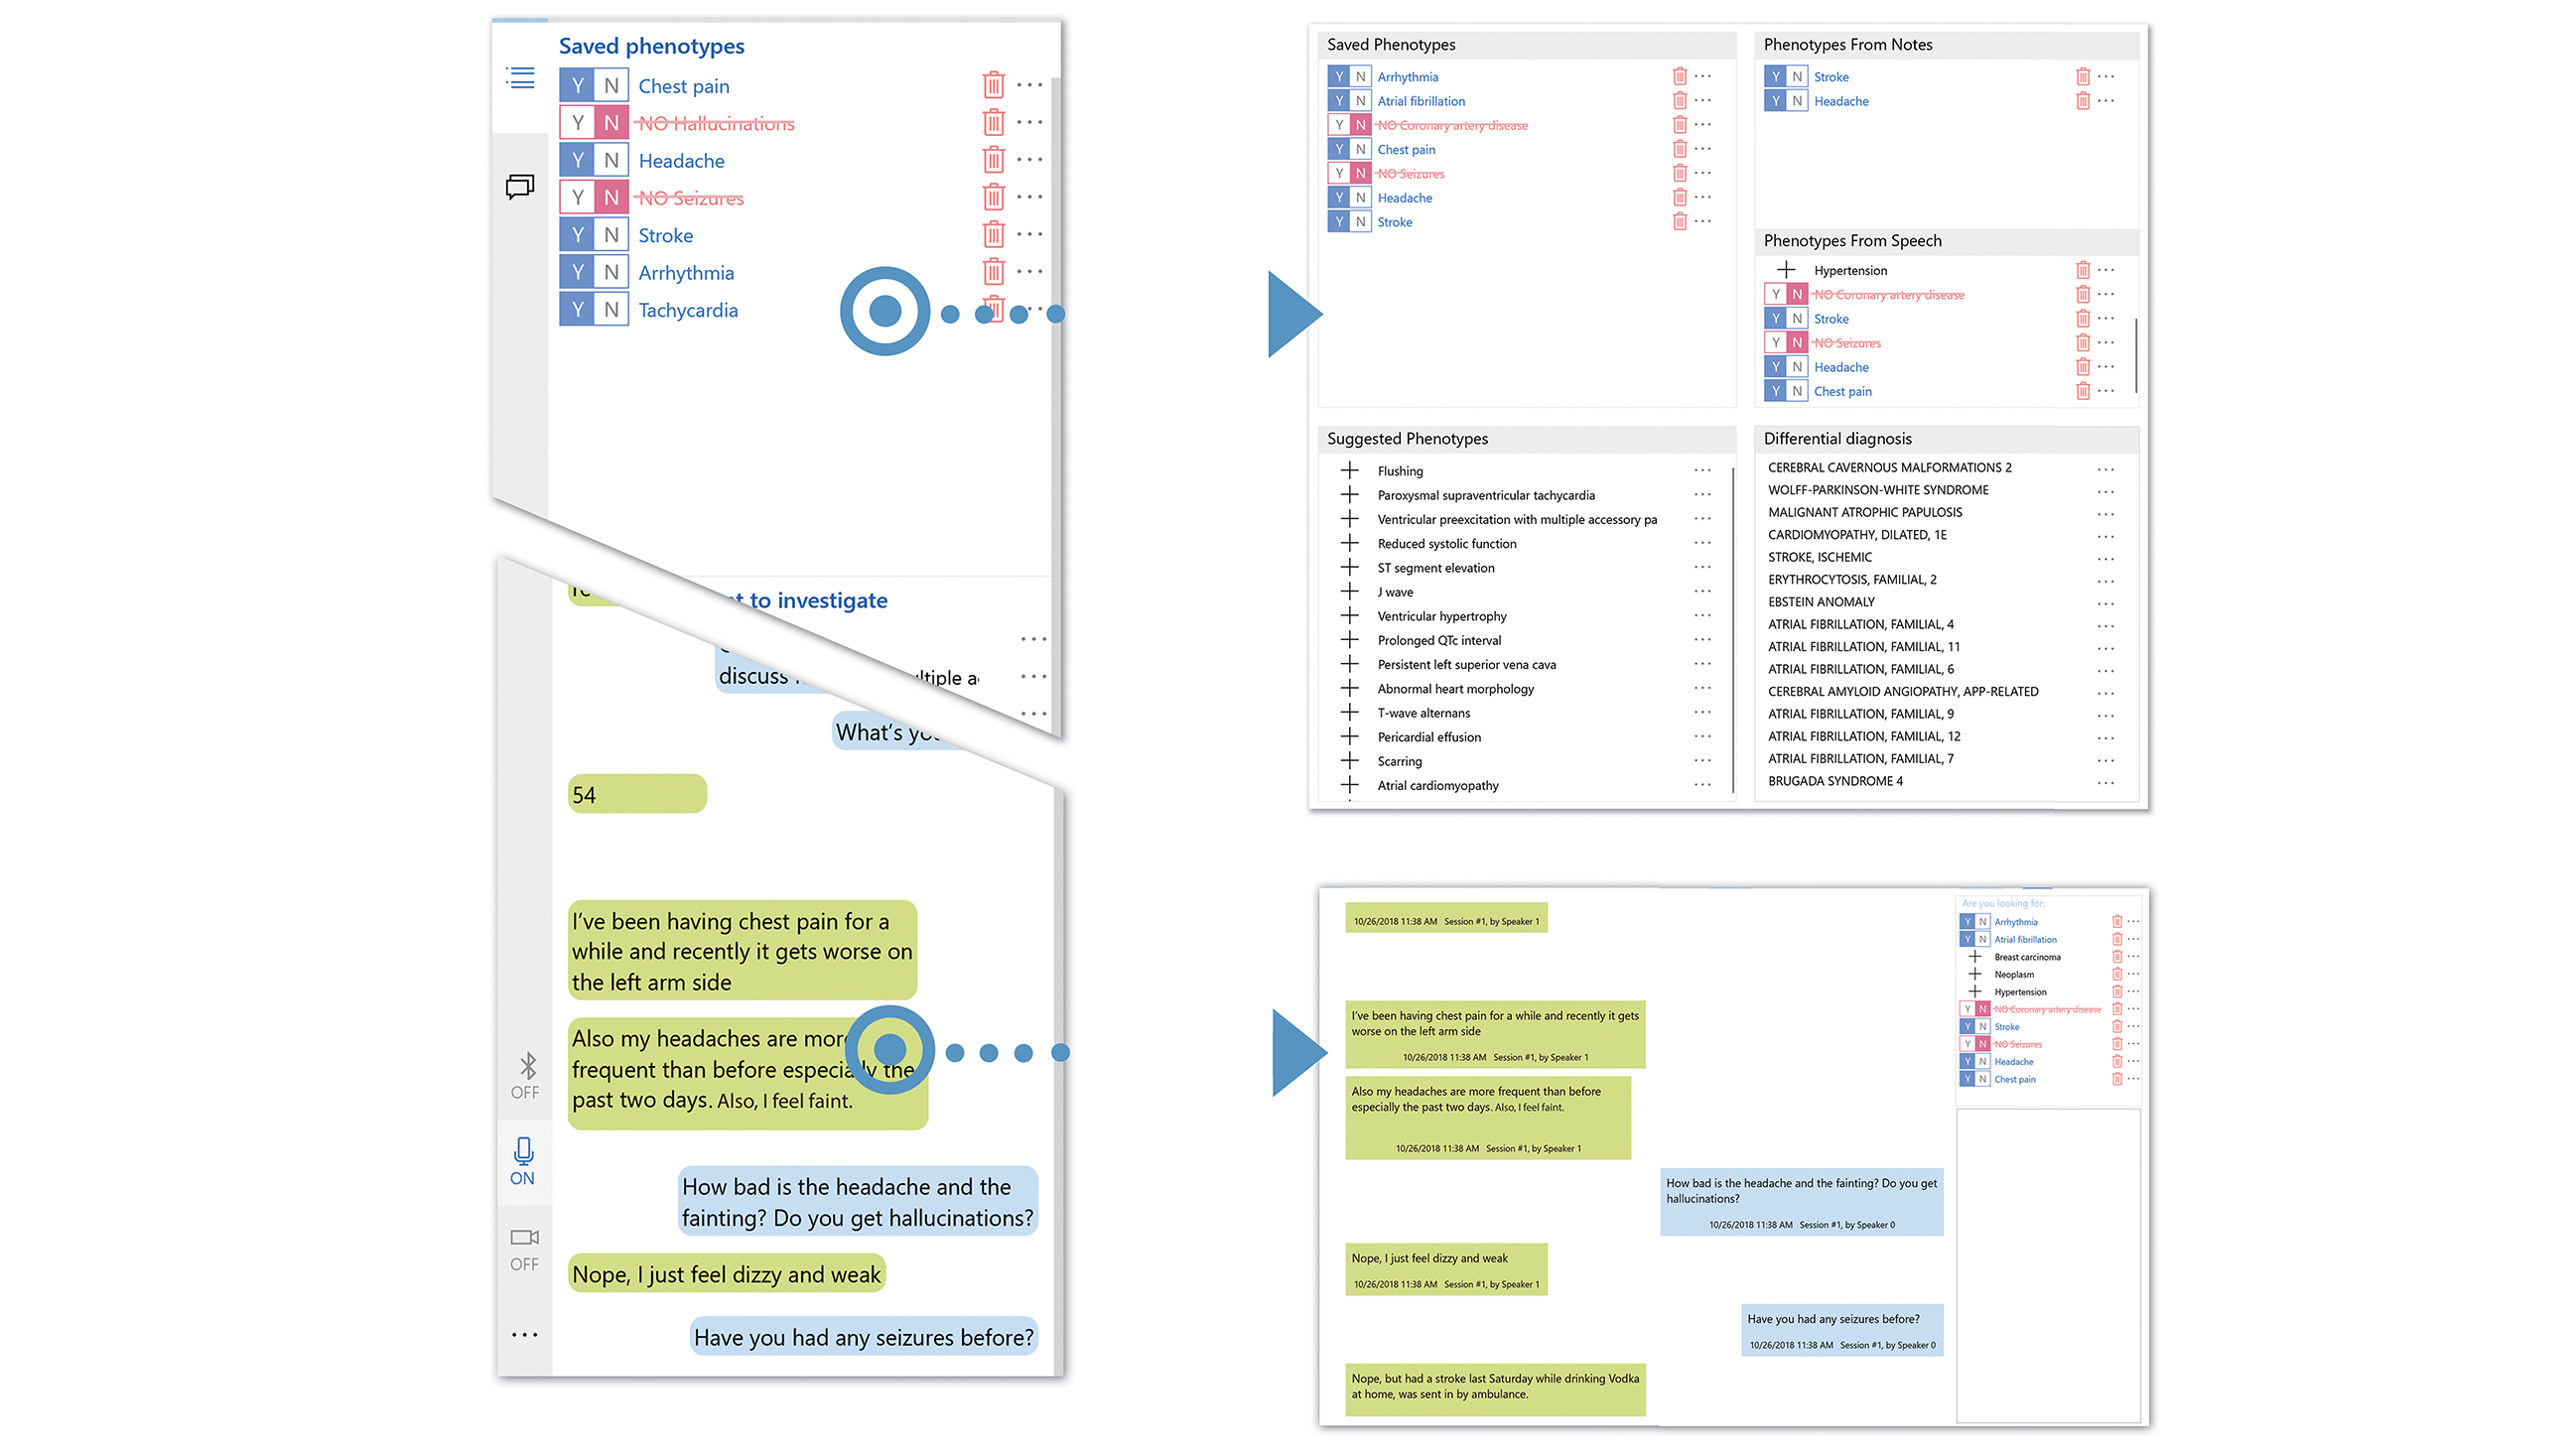 Saved phenotypes
Y N Chest pain
Y N NO Hallucinations
Y N Headache
Y N NO Seizures
Y N Stroke
Y N Arrhythmia
Y N Tachycardia
to investigate
discuss
What's
54
I've been having chest pain for a
while and recently it gets worse on
the left arm side
Also my headaches are more
frequent than before especially the
past two days. Also, I feel faint.
How bad is the headache and the
fainting? Do you get hallucinations?
Nope, I just feel dizzy and weak
Have you had any seizures before?
OFF
ON
OFF
Saved Phenotypes
Y N Arrhythmia
Y N Atrial fibrillation
Y N NO Coronary artery disease
Y N Chest pain
Y N NO Seizures
Y N Headache
Y N Stroke
Phenotypes From Notes
Y N Stroke
Y N Headache
Phenotypes From Speech
Hypertension
Y N NO Coronary artery disease
Y N Stroke
Y N NO Seizures
Y N Headache
Y N Chest pain
Suggested Phenotypes
Flushing
Paroxysmal supraventricular tachycardia
Ventricular preexcitation with multiple accessory pa
Reduced systolic function
ST segment elevation
J wave
Ventricular hypertrophy
Prolonged QTc interval
Persistent left superior vena cava
Abnormal heart morphology
T-wave alternans
Pericardial effusion
Scarring
Atrial cardiomyopathy
Differential diagnosis
CEREBRAL CAVERNOUS MALFORMATIONS 2
WOLFF-PARKINSON-WHITE SYNDROME
MALIGNANT ATROPHIC PAPULOSIS
CARDIOMYOPATHY, DILATED, 1E
STROKE, ISCHEMIC
ERYTHROCYTOSIS, FAMILIAL, 2
EBSTEIN ANOMALY
ATRIAL FIBRILLATION, FAMILIAL, 4
ATRIAL FIBRILLATION, FAMILIAL, 11
ATRIAL FIBRILLATION, FAMILIAL, 6
CEREBRAL AMYLOID ANGIOPATHY, APP-RELATED
ATRIAL FIBRILLATION, FAMILIAL, 9
ATRIAL FIBRILLATION, FAMILIAL, 12
ATRIAL FIBRILLATION, FAMILIAL, 7
BRUGADA SYNDROME 4
10/26/2018 11:38 AM Session #1, by Speaker 1
I've been having chest pain for a while and recently it gets
worse on the left arm side
10/26/2018 11:38 AM Session #1, by Speaker 1
Also my headaches are more frequent than before
especially the past two days. Also, I feel faint.
10/26/2018 11:38 AM Session #1, by Speaker 1
How bad is the headache and the fainting? Do you get
hallucinations?
10/26/2018 11:38 AM Session #1, by Speaker 0
Nope, I just feel dizzy and weak
10/26/2018 11:38 AM Session #1, by Speaker 1
Have you had any seizures before?
10/26/2018 11:38 AM Session #1, by Speaker 0
Nope, but had a stroke last Saturday while drinking Vodka
at home, was sent in by ambulance.
Are you looking for:
Y N Arrhythmia
Y N Atrial fibrillation
Breast carcinoma
Neoplasm
Hypertension
Y N NO Coronary artery disease
Y N Stroke
Y N NO Seizures
Y N Headache
Y N Chest pain